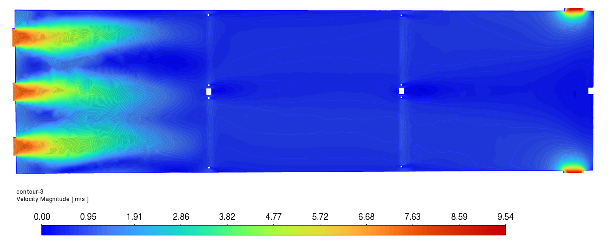 contour-3
Velocity Magnitude [ m/s ]
0.00 0.95 1.91 2.86 3.82 4.77 5.72 6.68 7.63 8.59 9.54